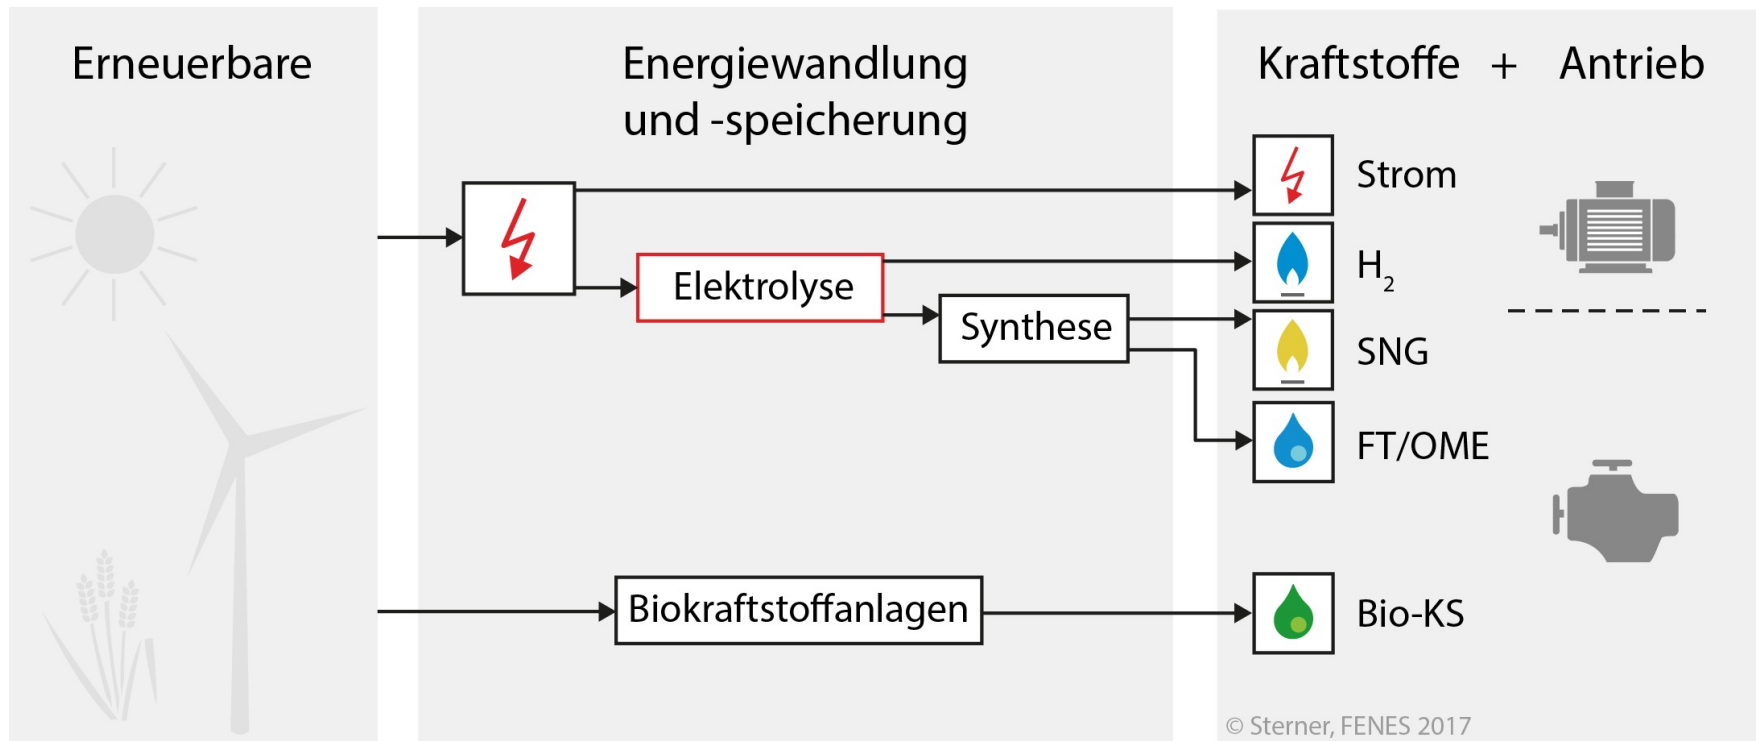 Erneuerbare
Energiewandlung
und -speicherung
Kraftstoffe + Antrieb
Strom
H₂
Elektrolyse
Synthese
SNG
FT/OME
Biokraftstoffanlagen
Bio-KS
© Sterner, FENES 2017